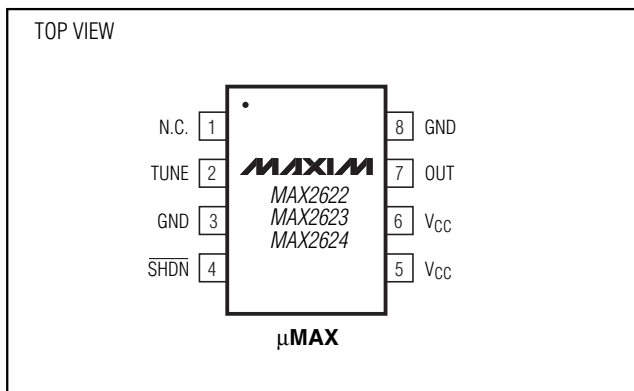 TOP VIEW
N.C. 1
8 GND
TUNE 2
MAXIM
7 OUT
MAX2622
GND 3
MAX2623
6 VCC
MAX2624
SHDN 4
5 VCC
µMAX